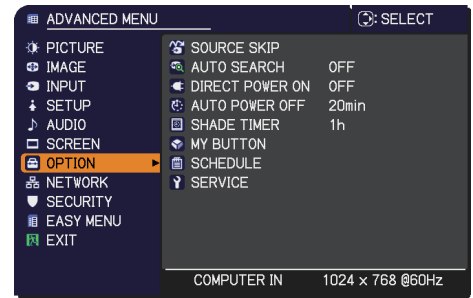 ADVANCED MENU : SELECT
PICTURE
IMAGE
INPUT
SETUP
AUDIO
SCREEN
OPTION
NETWORK
SECURITY
EASY MENU
EXIT
SOURCE SKIP
AUTO SEARCH OFF
DIRECT POWER ON OFF
AUTO POWER OFF 20min
SHADE TIMER 1h
MY BUTTON
SCHEDULE
SERVICE
COMPUTER IN 1024 x 768 @60Hz